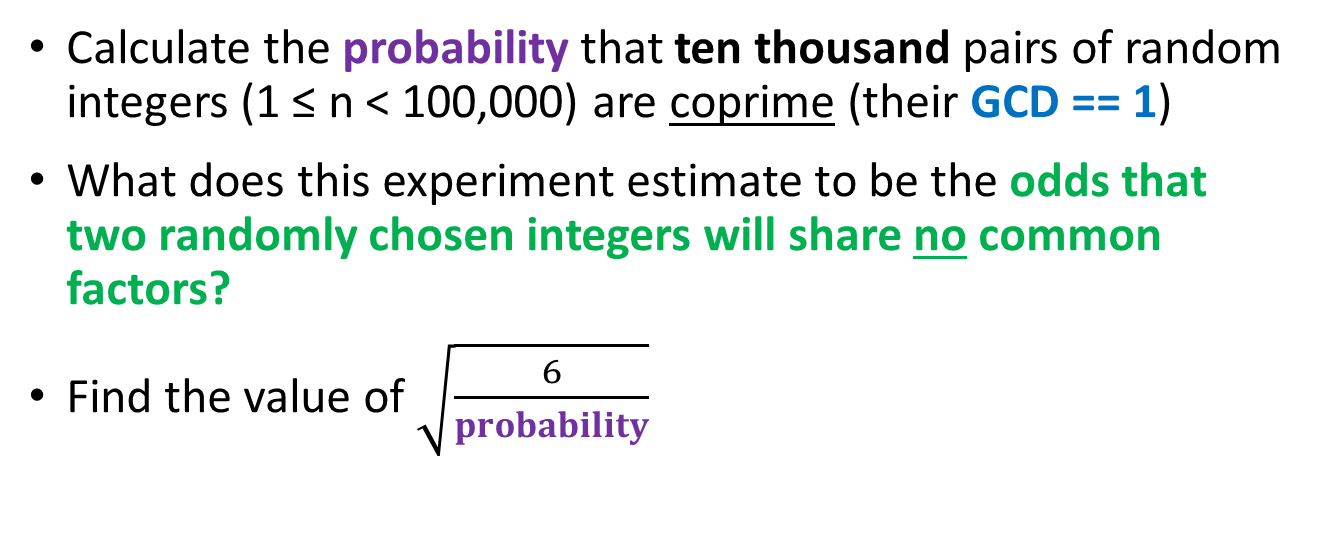 • Calculate the probability that ten thousand pairs of random
integers (1 ≤ n < 100,000) are coprime (their GCD == 1)
• What does this experiment estimate to be the odds that
two randomly chosen integers will share no common
factors?
• Find the value of √(6/probability)